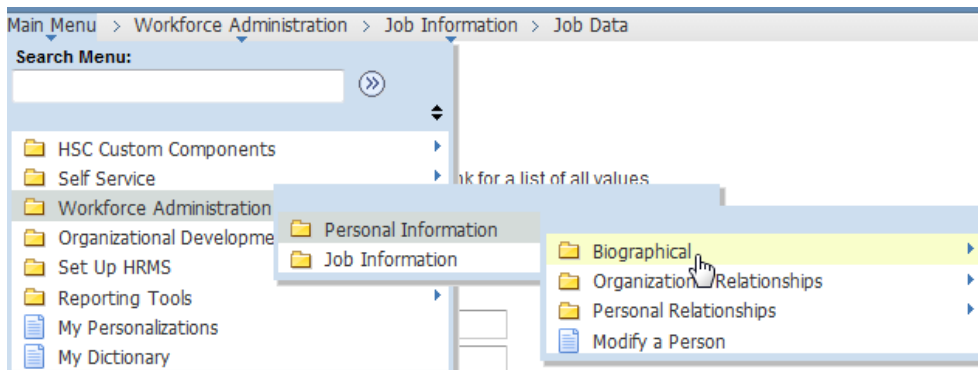 Main Menu > Workforce Administration > Job Information > Job Data
Search Menu:
HSC Custom Components
Self Service
for a list of all values
Workforce Administration
Personal Information
Organizational Developme
Biographical
Job Information
Set Up HRMS
Organizational Relationships
Reporting Tools
Personal Relationships
My Personalizations
Modify a Person
My Dictionary